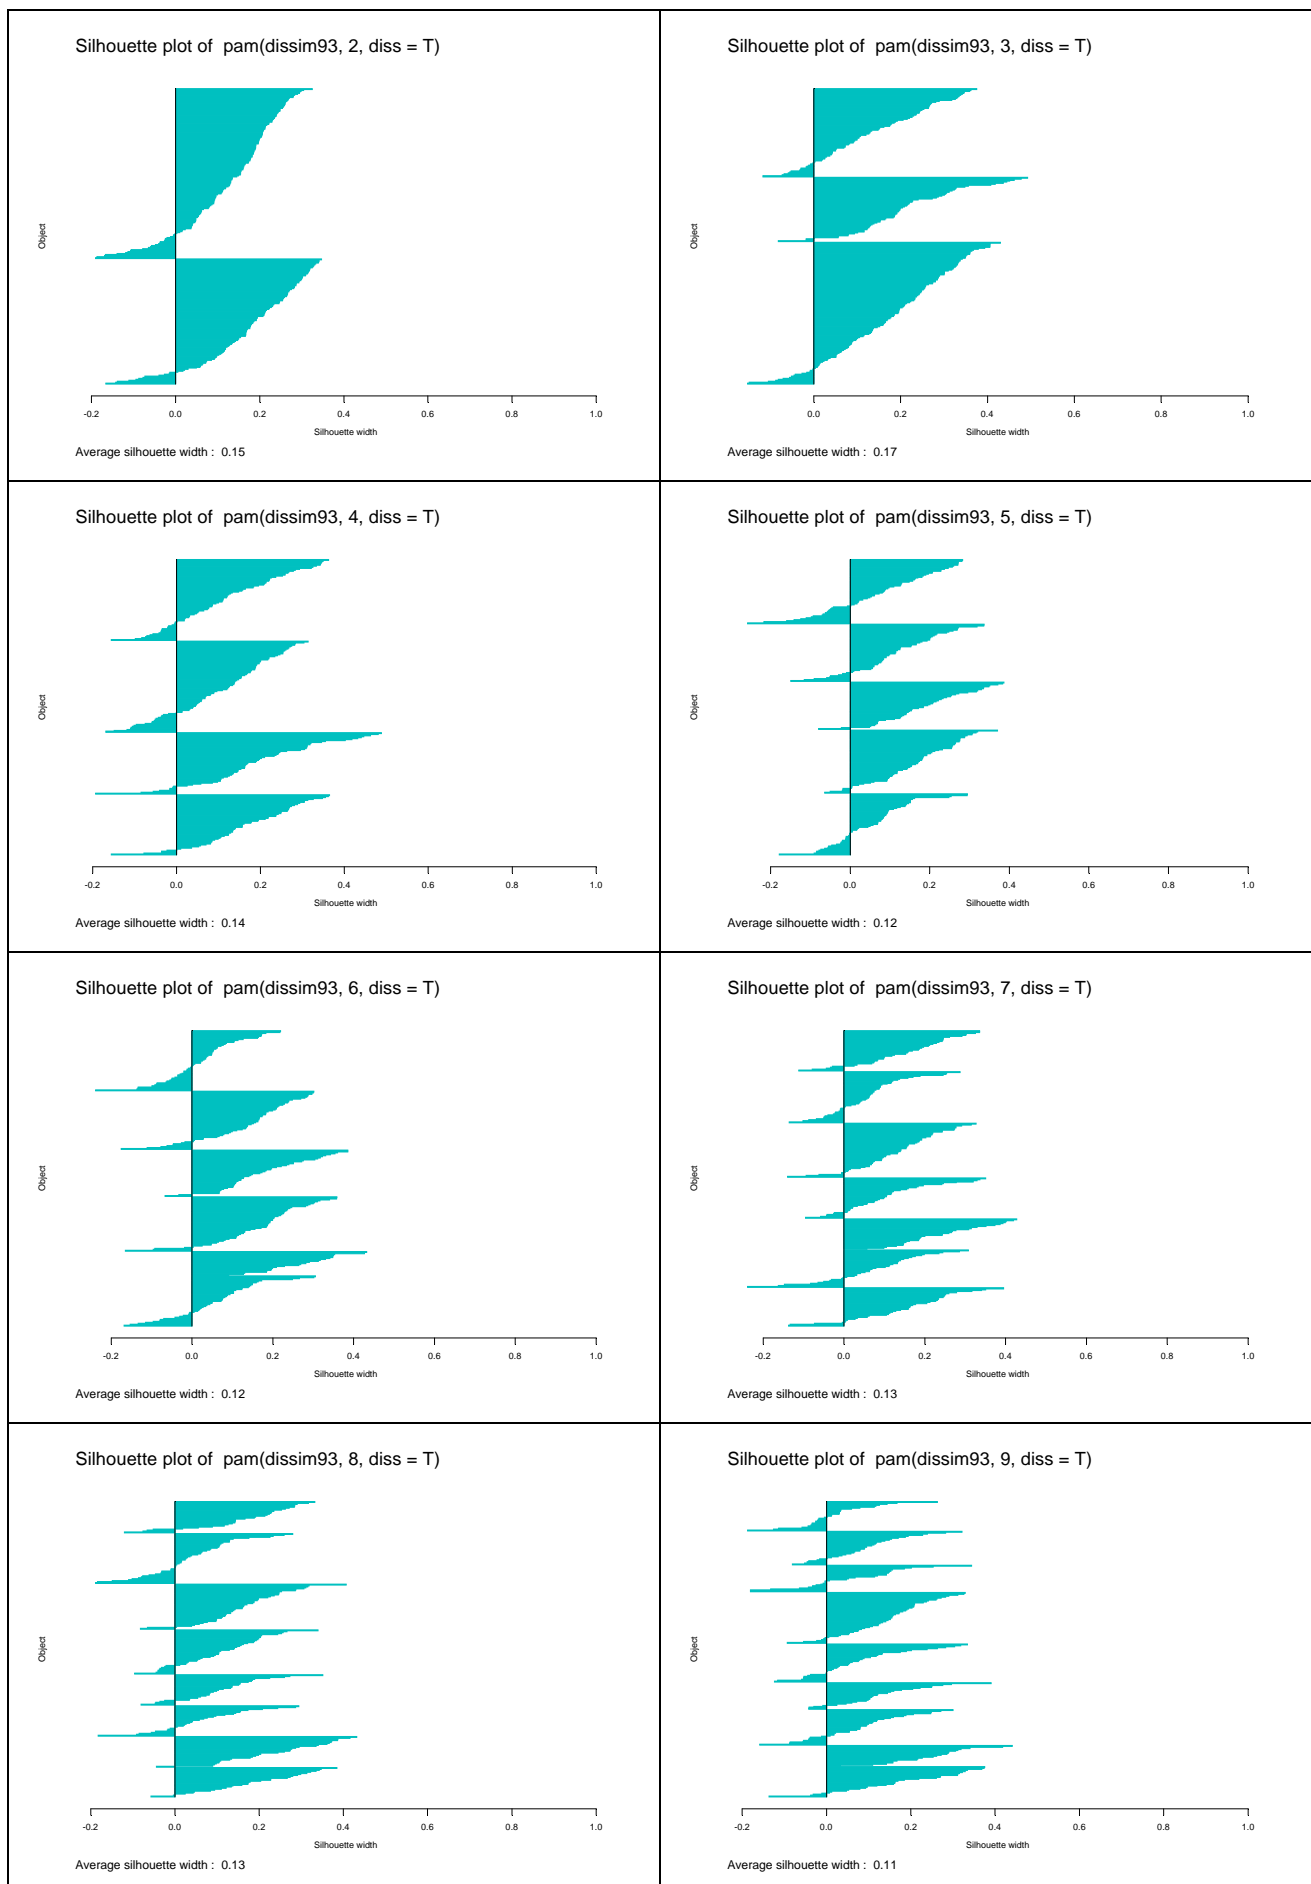 Silhouette plot of pam(dissim93, 2, diss = T)
Object
-0.2 0.0 0.2 0.4 0.6 0.8 1.0
Silhouette width
Average silhouette width : 0.15
Silhouette plot of pam(dissim93, 3, diss = T)
Object
0.0 0.2 0.4 0.6 0.8 1.0
Silhouette width
Average silhouette width : 0.17
Silhouette plot of pam(dissim93, 4, diss = T)
Object
-0.2 0.0 0.2 0.4 0.6 0.8 1.0
Silhouette width
Average silhouette width : 0.14
Silhouette plot of pam(dissim93, 5, diss = T)
Object
-0.2 0.0 0.2 0.4 0.6 0.8 1.0
Silhouette width
Average silhouette width : 0.12
Silhouette plot of pam(dissim93, 6, diss = T)
Object
-0.2 0.0 0.2 0.4 0.6 0.8 1.0
Silhouette width
Average silhouette width : 0.12
Silhouette plot of pam(dissim93, 7, diss = T)
Object
-0.2 0.0 0.2 0.4 0.6 0.8 1.0
Silhouette width
Average silhouette width : 0.13
Silhouette plot of pam(dissim93, 8, diss = T)
Object
-0.2 0.0 0.2 0.4 0.6 0.8 1.0
Silhouette width
Average silhouette width : 0.13
Silhouette plot of pam(dissim93, 9, diss = T)
Object
-0.2 0.0 0.2 0.4 0.6 0.8 1.0
Silhouette width
Average silhouette width : 0.11